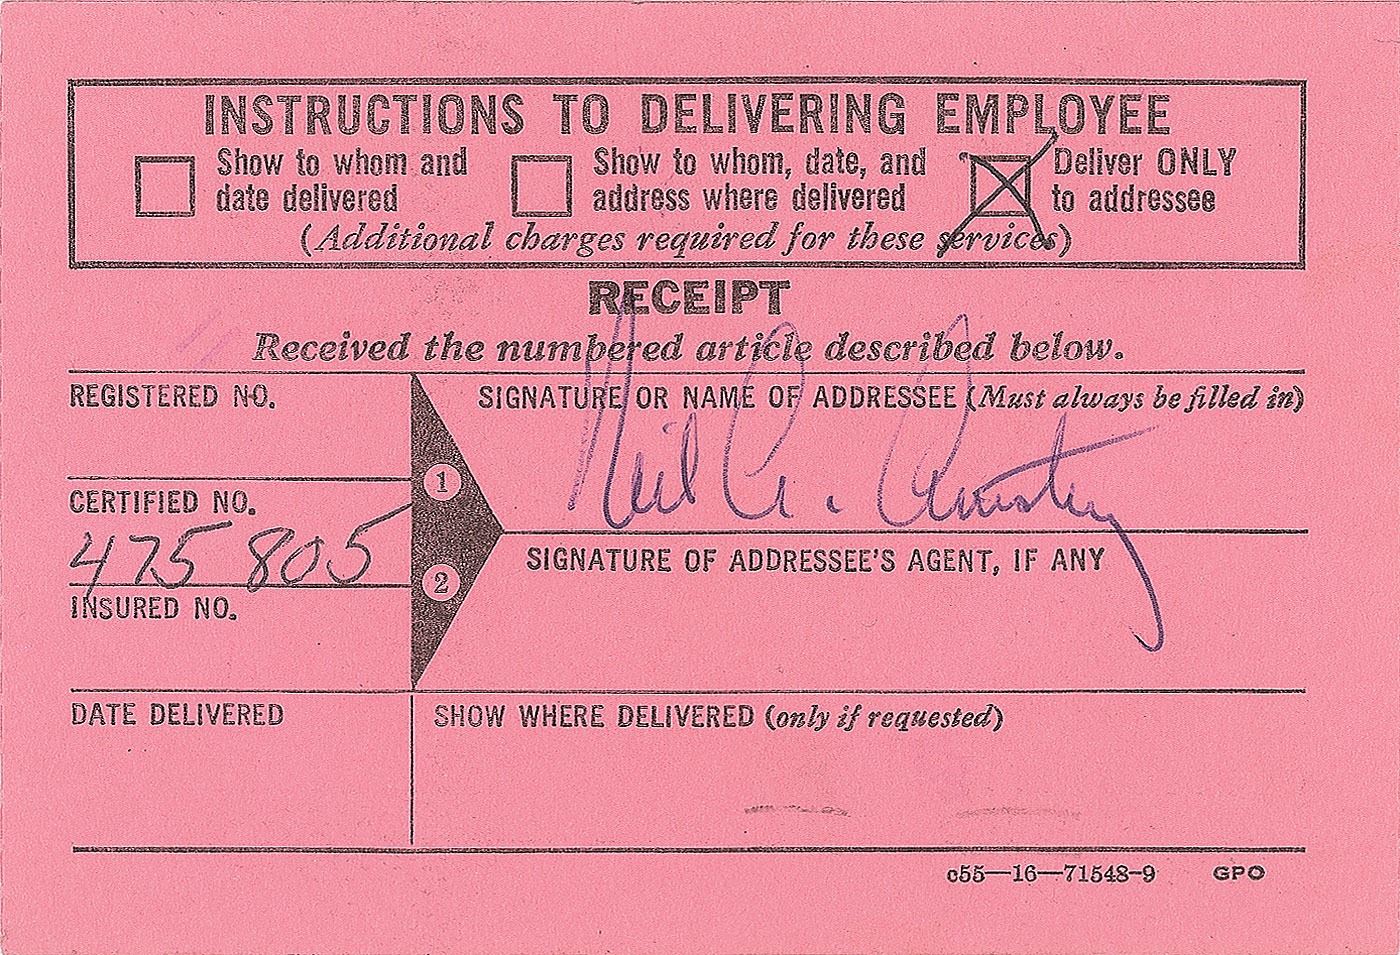 INSTRUCTIONS TO DELIVERING EMPLOYEE
Show to whom and date delivered
Show to whom, date, and address where delivered
Deliver ONLY to addressee
(Additional charges required for these services)
RECEIPT
Received the numbered article described below.
REGISTERED NO.
CERTIFIED NO.
475 805
INSURED NO.
1
SIGNATURE OR NAME OF ADDRESSEE (Must always be filled in)
Neil A.
2
SIGNATURE OF ADDRESSEE'S AGENT, IF ANY
DATE DELIVERED
SHOW WHERE DELIVERED (only if requested)
c55—16—71548-9 GPO